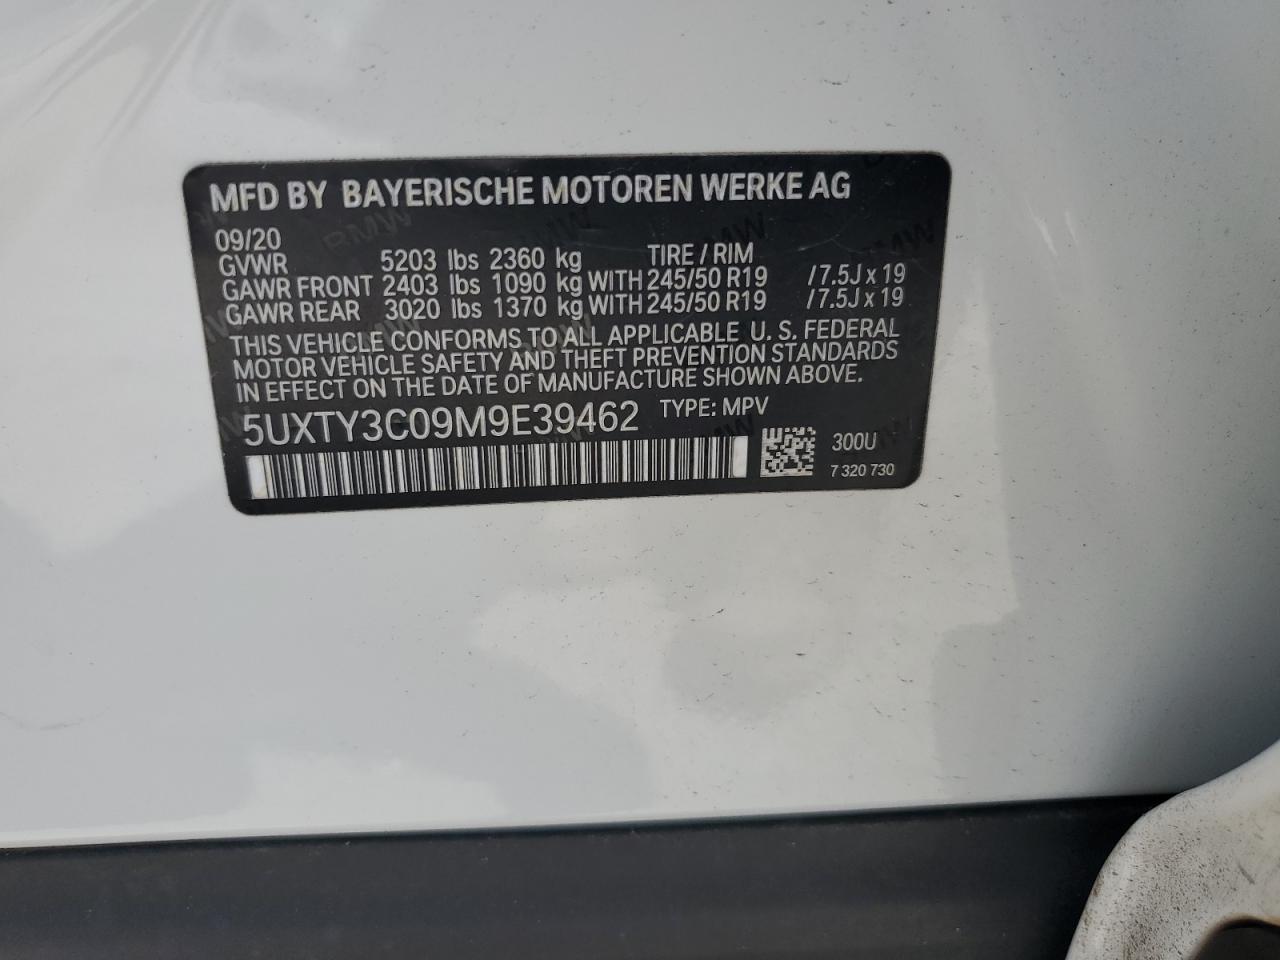 MFD BY BAYERISCHE MOTOREN WERKE AG
09/20
GVWR 5203 lbs 2360 kg TIRE / RIM
GAWR FRONT 2403 lbs 1090 kg WITH 245/50 R19 / 7.5J x 19
GAWR REAR 3020 lbs 1370 kg WITH 245/50 R19 / 7.5J x 19
THIS VEHICLE CONFORMS TO ALL APPLICABLE U. S. FEDERAL
MOTOR VEHICLE SAFETY AND THEFT PREVENTION STANDARDS
IN EFFECT ON THE DATE OF MANUFACTURE SHOWN ABOVE.
5UXTY3C09M9E39462 TYPE: MPV
300U
7 320 730